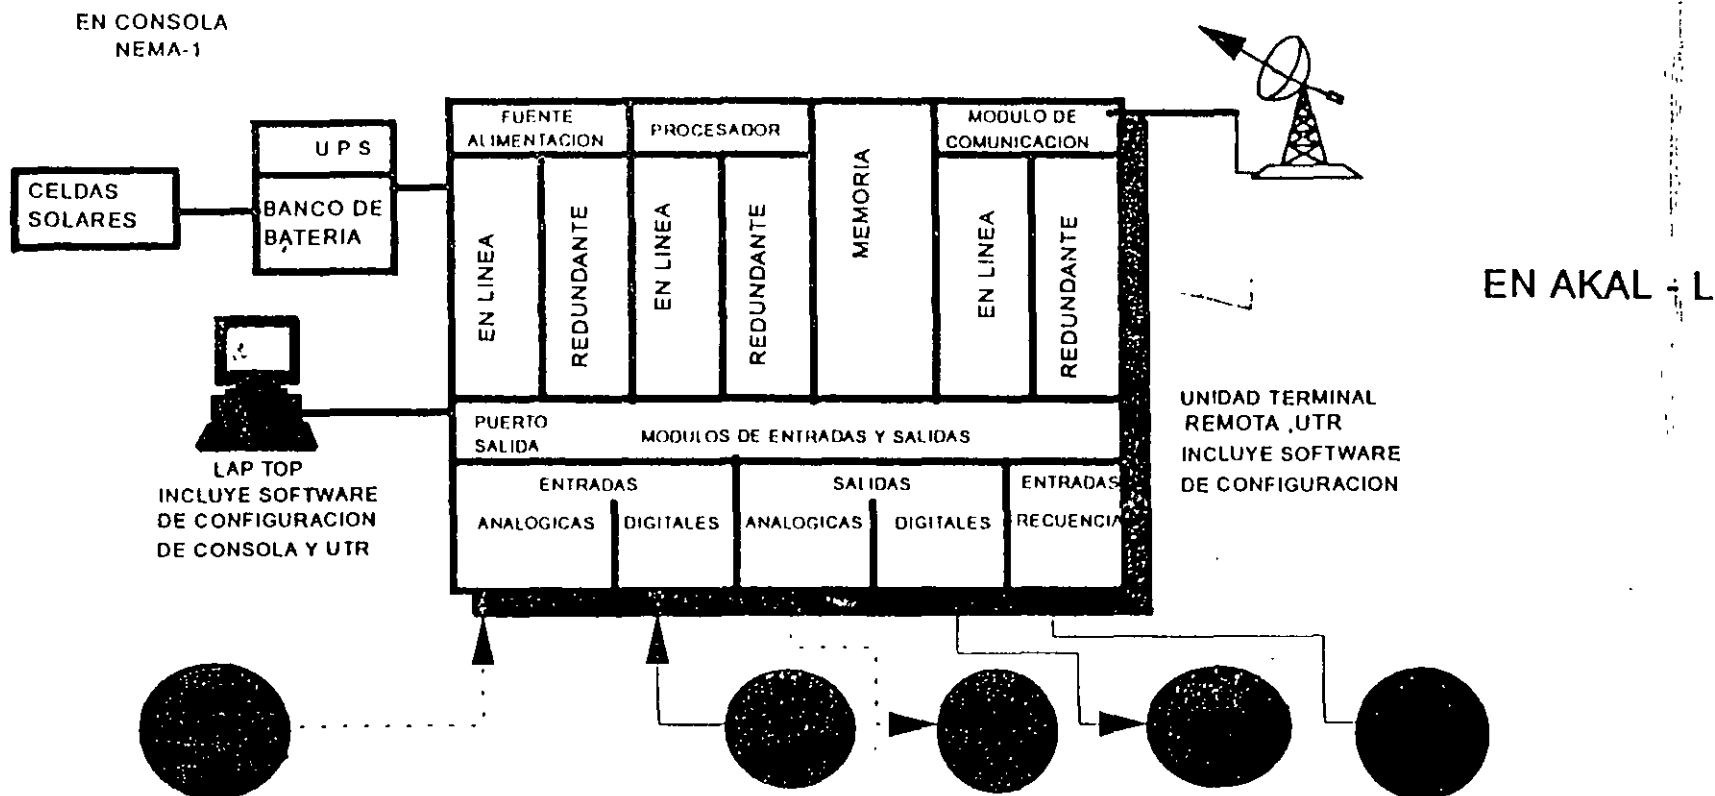 EN CONSOLA
NEMA-1
FUENTE
ALIMENTACION
PROCESADOR
MEMORIA
MODULO DE
COMUNICACION
U P S
BANCO DE
BATERIA
CELDAS
SOLARES
EN LINEA
REDUNDANTE
EN LINEA
REDUNDANTE
EN LINEA
REDUNDANTE
EN AKAL - L
PUERTO
SALIDA
MODULOS DE ENTRADAS Y SALIDAS
UNIDAD TERMINAL
REMOTA ,UTR
INCLUYE SOFTWARE
DE CONFIGURACION
LAP TOP
INCLUYE SOFTWARE
DE CONFIGURACION
DE CONSOLA Y UTR
ENTRADAS
SALIDAS
ENTRADAS
ANALOGICAS
DIGITALES
ANALOGICAS
DIGITALES
RECUENCIA